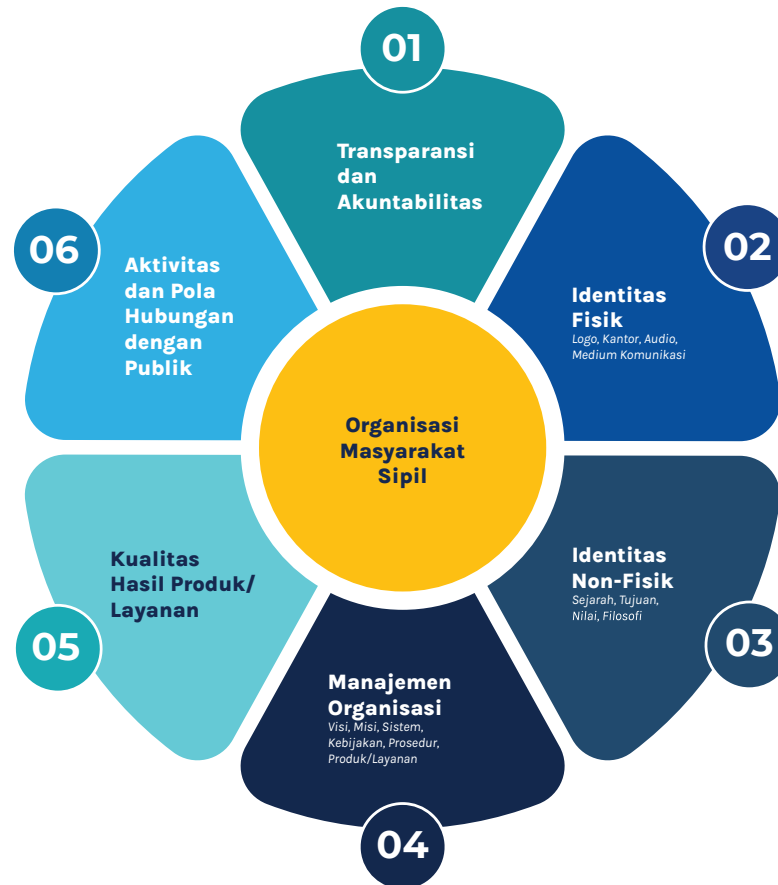 01
Transparansi
dan
Akuntabilitas
02
Identitas
Fisik
Logo, Kantor, Audio,
Medium Komunikasi
03
Identitas
Non-Fisik
Sejarah, Tujuan,
Nilai, Filosofi
04
Manajemen
Organisasi
Visi, Misi, Sistem,
Kebijakan, Prosedur,
Produk/Layanan
05
Kualitas
Hasil Produk/
Layanan
06
Aktivitas
dan Pola
Hubungan
dengan
Publik
Organisasi
Masyarakat
Sipil